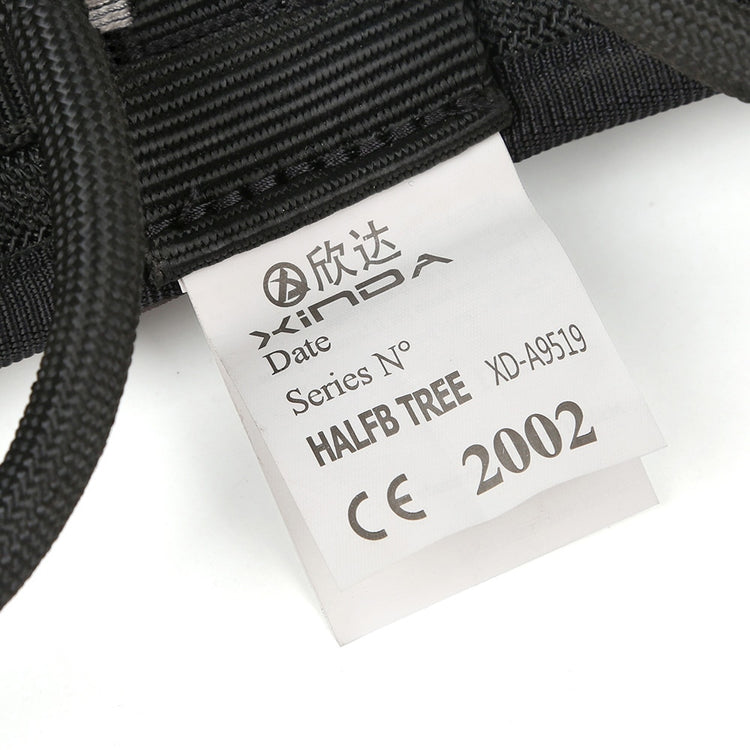 欣达
XINDA
Date
Series N°
HALFB TREE XD-A9519
CE 2002